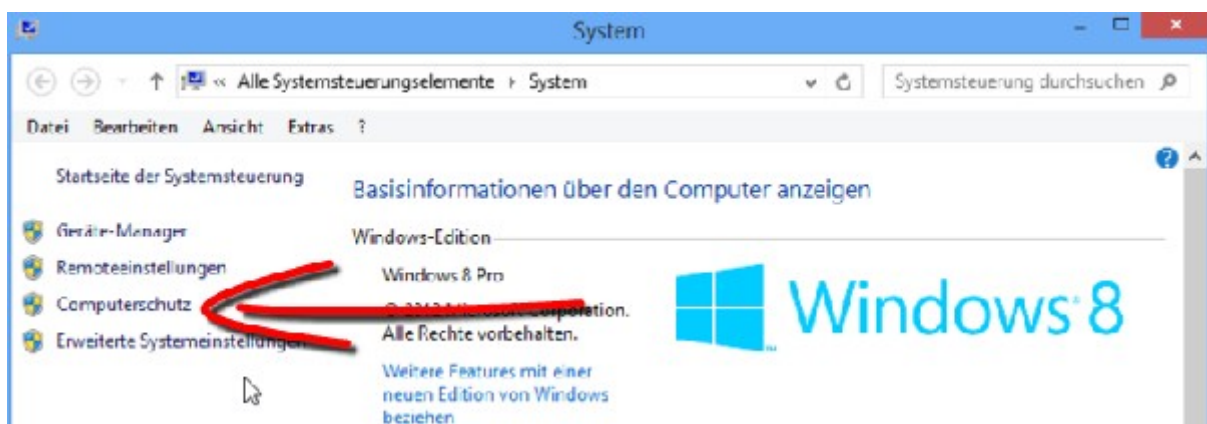 System
« Alle Systemsteuerungselemente System
Systemsteuerung durchsuchen
Datei Bearbeiten Ansicht Extras ?
Startseite der Systemsteuerung
Geräte-Manager
Remoteeinstellungen
Computerschutz
Erweiterte Systemeinstellungen
Basisinformationen über den Computer anzeigen
Windows-Edition
Windows 8 Pro
© 2012 Microsoft Corporation.
Alle Rechte vorbehalten.
Weitere Features mit einer
neuen Edition von Windows
beziehen
Windows 8